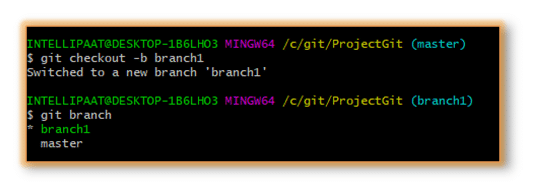 INTELLIPAAT@DESKTOP-1B6LHO3 MINGW64 /c/git/ProjectGit (master)
$ git checkout -b branch1
Switched to a new branch 'branch1'
INTELLIPAAT@DESKTOP-1B6LHO3 MINGW64 /c/git/ProjectGit (branch1)
$ git branch
* branch1
master